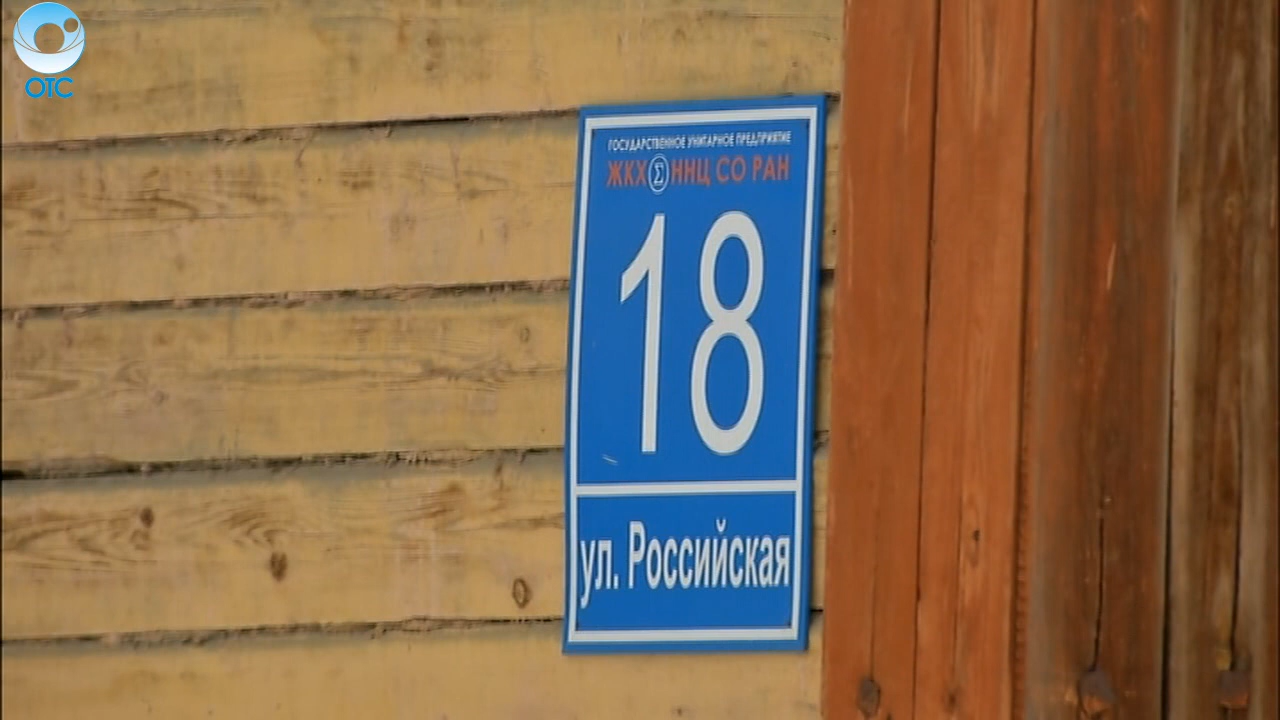 ОТС
ГОСУДАРСТВЕННОЕ УНИТАРНОЕ ПРЕДПРИЯТИЕ
ЖКХ Σ ННЦ СО РАН
18
ул. Российская